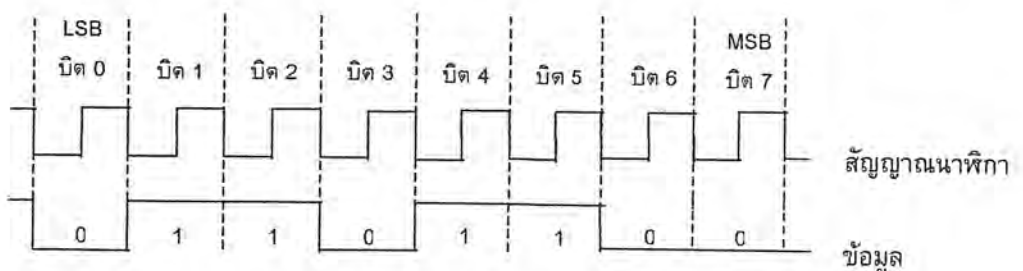 LSB
MSB
บิต 0 บิต 1 บิต 2 บิต 3 บิต 4 บิต 5 บิต 6 บิต 7
สัญญาณนาฬิกา
0 1 1 0 1 1 0 0
ข้อมูล